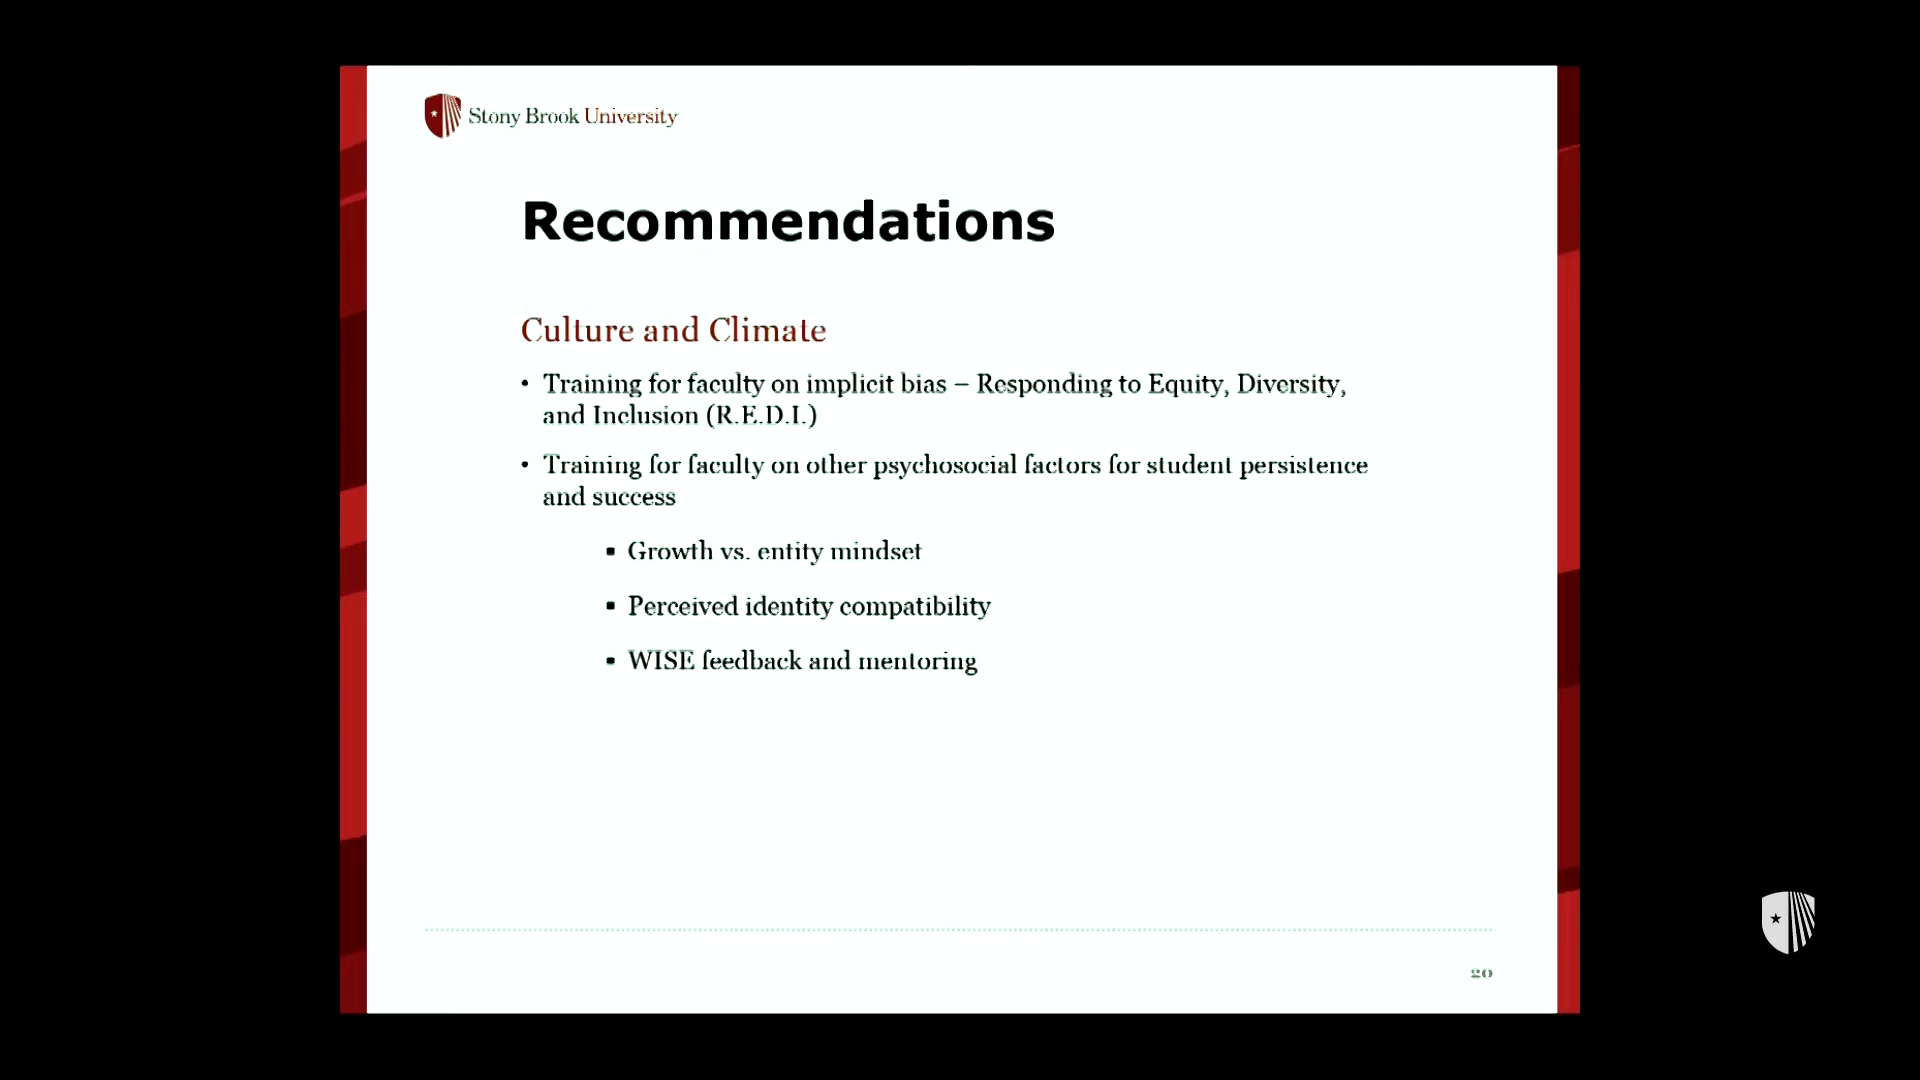 Stony Brook University
Recommendations
Culture and Climate
• Training for faculty on implicit bias – Responding to Equity, Diversity,
and Inclusion (R.E.D.I.)
• Training for faculty on other psychosocial factors for student persistence
and success
▪ Growth vs. entity mindset
▪ Perceived identity compatibility
▪ WISE feedback and mentoring
20